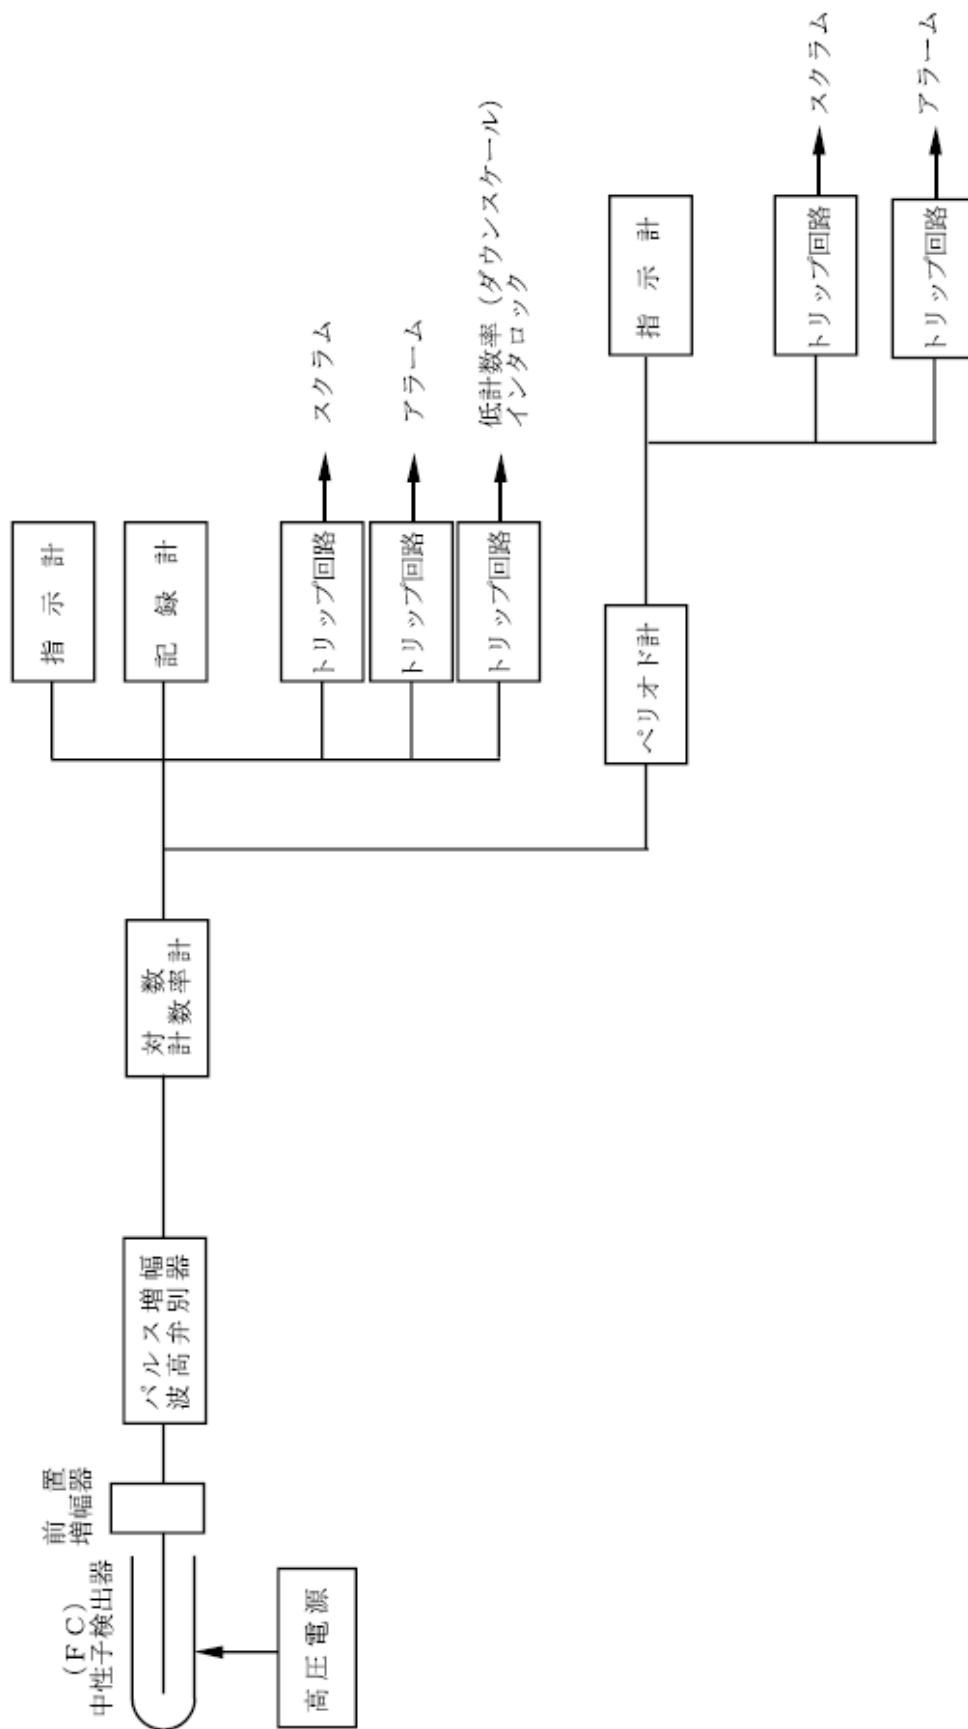 中性子検出器
(FC)
前置
増幅器
高圧電源
パルス増幅
波高弁別器
対数
計数率計
指示計
記録計
トリップ回路
スクラム
トリップ回路
アラーム
トリップ回路
低計数率(ダウンスケール)
インタロック
ペリオド計
指示計
トリップ回路
スクラム
トリップ回路
アラーム